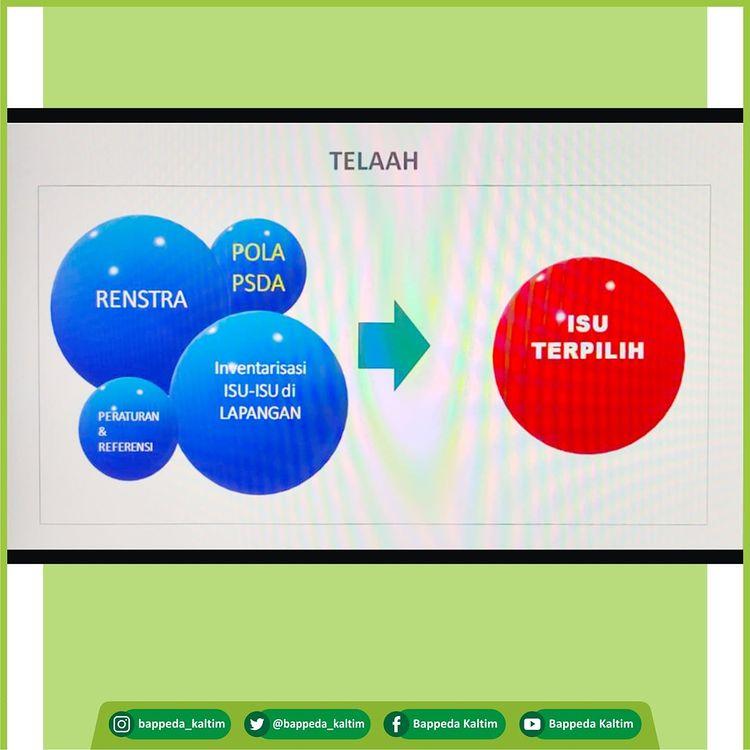 TELAAH
RENSTRA
POLA
PSDA
Inventarisasi
ISU-ISU di
LAPANGAN
PERATURAN
&
REFERENSI
ISU
TERPILIH
bappeda_kaltim
@bappeda_kaltim
Bappeda Kaltim
Bappeda Kaltim